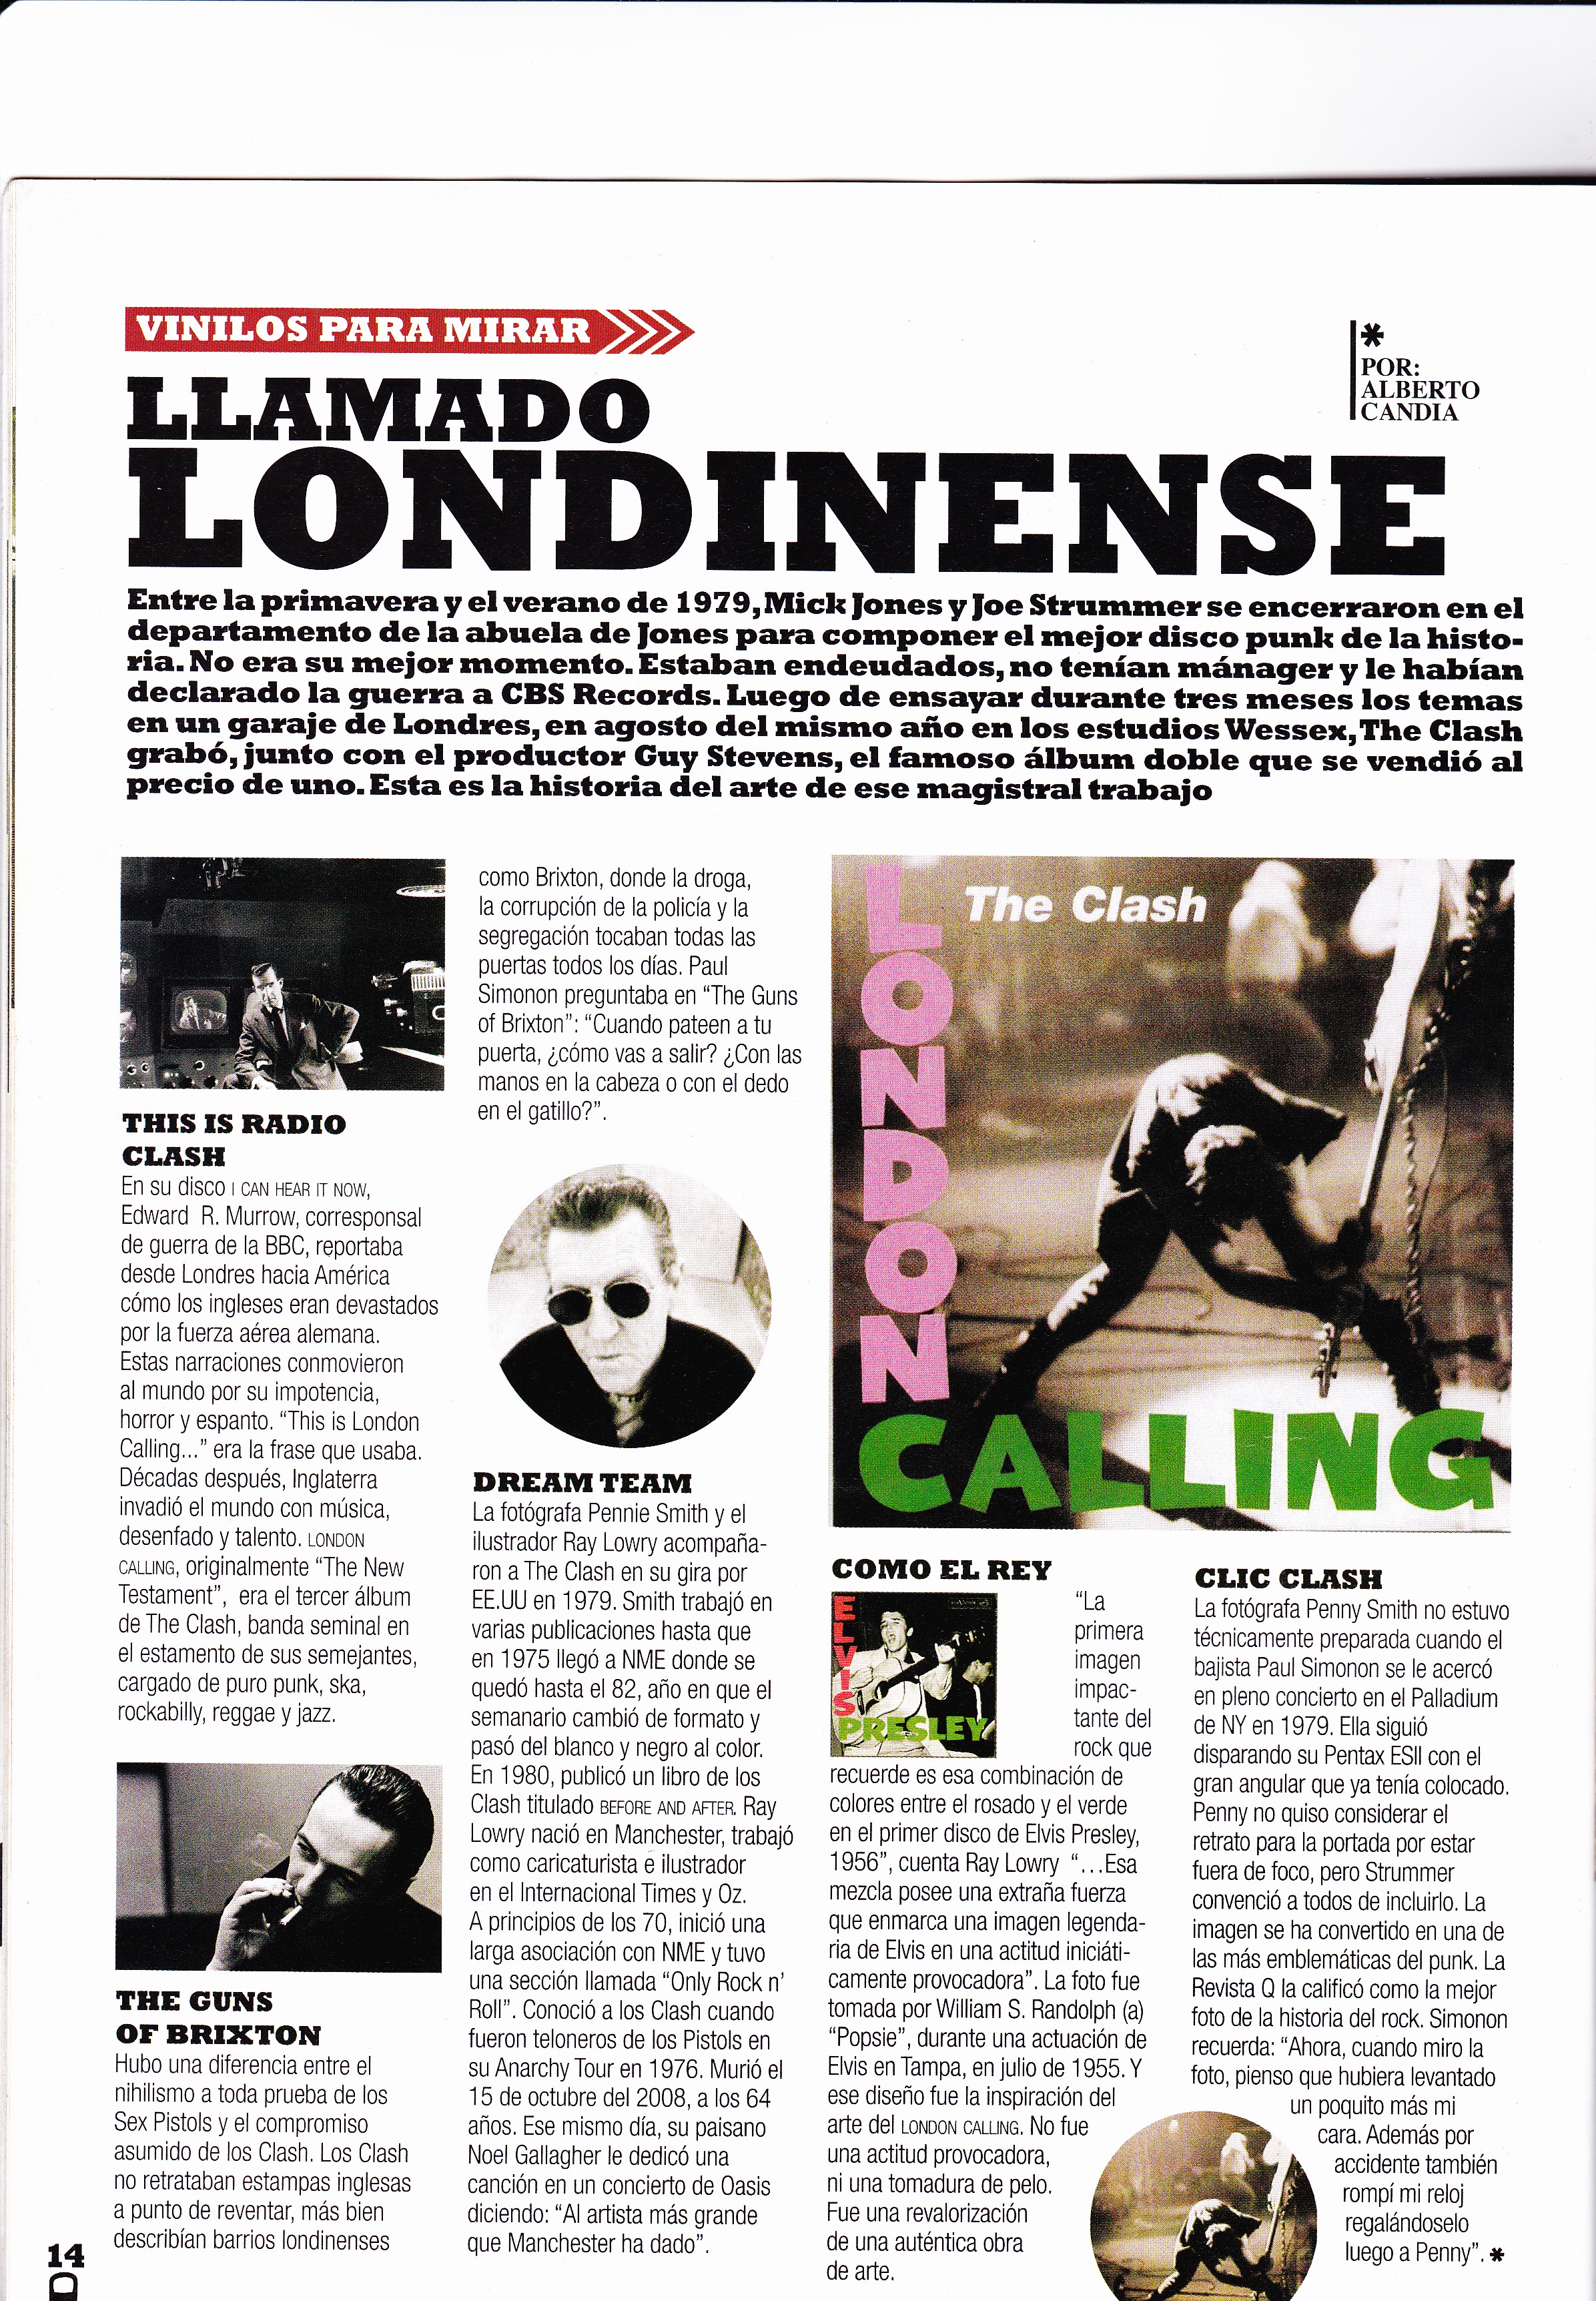 VINILOS PARA MIRAR
LLAMADO
LONDINENSE
*
POR:
ALBERTO
CANDIA
Entre la primavera y el verano de 1979, Mick Jones y Joe Strummer se encerraron en el
departamento de la abuela de Jones para componer el mejor disco punk de la histo-
ria. No era su mejor momento. Estaban endeudados, no tenían mánager y le habían
declarado la guerra a CBS Records. Luego de ensayar durante tres meses los temas
en un garaje de Londres, en agosto del mismo año en los estudios Wessex, The Clash
grabó, junto con el productor Guy Stevens, el famoso álbum doble que se vendió al
precio de uno. Esta es la historia del arte de ese magistral trabajo
THIS IS RADIO
CLASH
En su disco I CAN HEAR IT NOW,
Edward R. Murrow, corresponsal
de guerra de la BBC, reportaba
desde Londres hacia América
cómo los ingleses eran devastados
por la fuerza aérea alemana.
Estas narraciones conmovieron
al mundo por su impotencia,
horror y espanto. “This is London
Calling...” era la frase que usaba.
Décadas después, Inglaterra
invadió el mundo con música,
desenfado y talento. LONDON
CALLING, originalmente “The New
Testament”, era el tercer álbum
de The Clash, banda seminal en
el estamento de sus semejantes,
cargado de puro punk, ska,
rockabilly, reggae y jazz.
THE GUNS
OF BRIXTON
Hubo una diferencia entre el
nihilismo a toda prueba de los
Sex Pistols y el compromiso
asumido de los Clash. Los Clash
no retrataban estampas inglesas
a punto de reventar, más bien
describían barrios londinenses
como Brixton, donde la droga,
la corrupción de la policía y la
segregación tocaban todas las
puertas todos los días. Paul
Simonon preguntaba en “The Guns
of Brixton”: “Cuando pateen a tu
puerta, ¿cómo vas a salir? ¿Con las
manos en la cabeza o con el dedo
en el gatillo?”.
DREAM TEAM
La fotógrafa Pennie Smith y el
ilustrador Ray Lowry acompaña-
ron a The Clash en su gira por
EE.UU en 1979. Smith trabajó en
varias publicaciones hasta que
en 1975 llegó a NME donde se
quedó hasta el 82, año en que el
semanario cambió de formato y
pasó del blanco y negro al color.
En 1980, publicó un libro de los
Clash titulado BEFORE AND AFTER. Ray
Lowry nació en Manchester, trabajó
como caricaturista e ilustrador
en el Internacional Times y Oz.
A principios de los 70, inició una
larga asociación con NME y tuvo
una sección llamada “Only Rock n’
Roll”. Conoció a los Clash cuando
fueron teloneros de los Pistols en
su Anarchy Tour en 1976. Murió el
15 de octubre del 2008, a los 64
años. Ese mismo día, su paisano
Noel Gallagher le dedicó una
canción en un concierto de Oasis
diciendo: “Al artista más grande
que Manchester ha dado”.
The Clash
LONDON
CALLING
COMO EL REY
ELVIS
PRESLEY
“La
primera
imagen
impac-
tante del
rock que
recuerde es esa combinación de
colores entre el rosado y el verde
en el primer disco de Elvis Presley,
1956”, cuenta Ray Lowry “...Esa
mezcla posee una extraña fuerza
que enmarca una imagen legenda-
ria de Elvis en una actitud iniciáti-
camente provocadora”. La foto fue
tomada por William S. Randolph (a)
“Popsie”, durante una actuación de
Elvis en Tampa, en julio de 1955. Y
ese diseño fue la inspiración del
arte del LONDON CALLING. No fue
una actitud provocadora,
ni una tomadura de pelo.
Fue una revalorización
de una auténtica obra
de arte.
CLIC CLASH
La fotógrafa Penny Smith no estuvo
técnicamente preparada cuando el
bajista Paul Simonon se le acercó
en pleno concierto en el Palladium
de NY en 1979. Ella siguió
disparando su Pentax ESII con el
gran angular que ya tenía colocado.
Penny no quiso considerar el
retrato para la portada por estar
fuera de foco, pero Strummer
convenció a todos de incluirlo. La
imagen se ha convertido en una de
las más emblemáticas del punk. La
Revista Q la calificó como la mejor
foto de la historia del rock. Simonon
recuerda: “Ahora, cuando miro la
foto, pienso que hubiera levantado
un poquito más mi
cara. Además por
accidente también
rompí mi reloj
regalándoselo
luego a Penny”. *
14
D